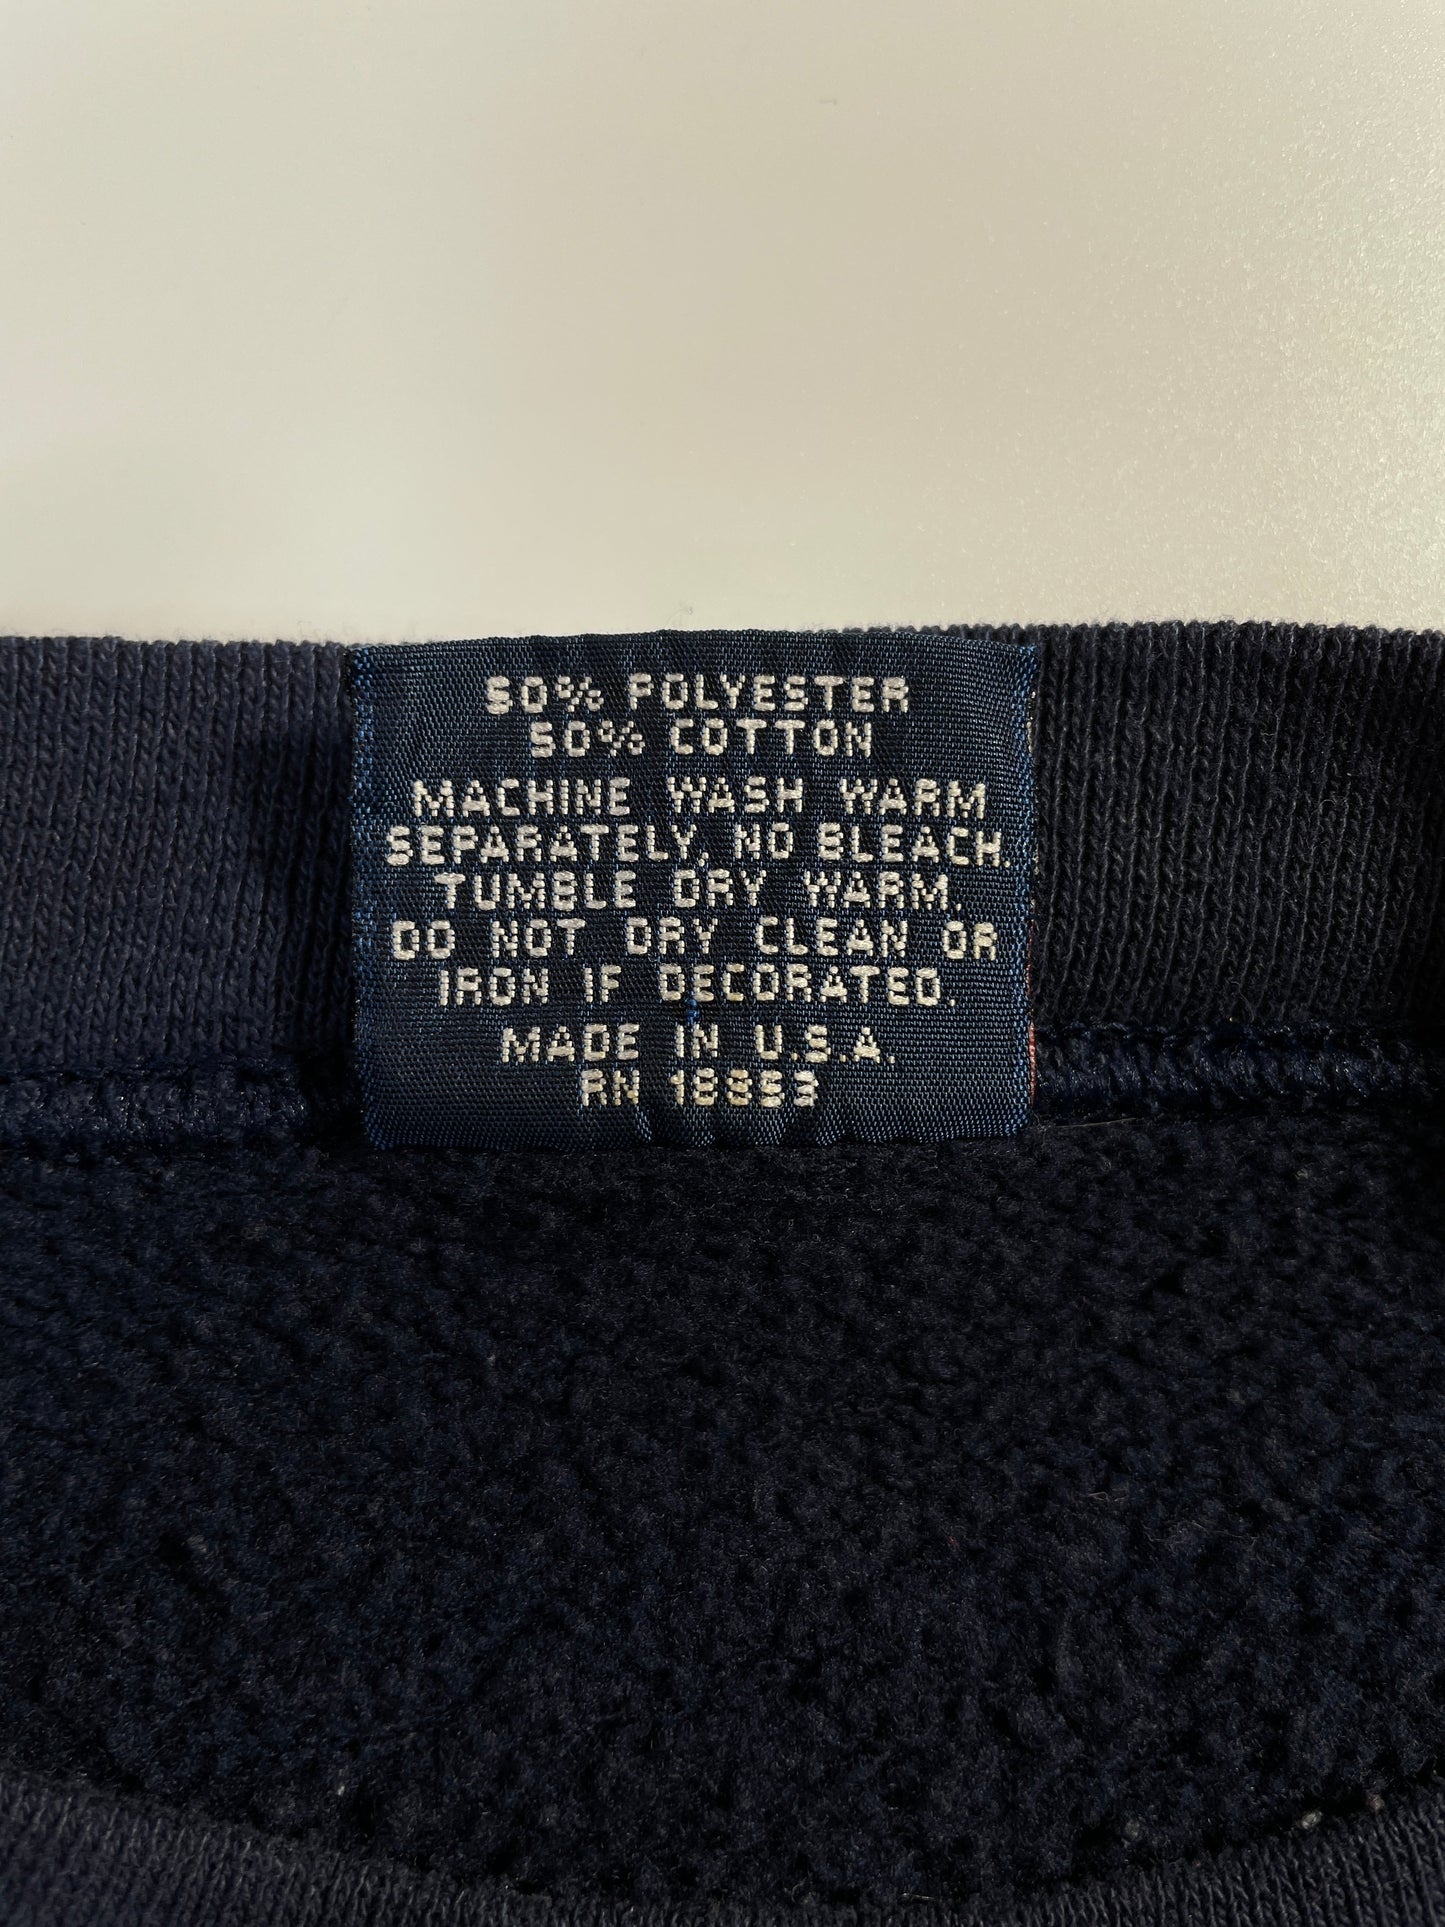 50% POLYESTER
50% COTTON
MACHINE WASH WARM
SEPARATELY, NO BLEACH.
TUMBLE DRY WARM.
DO NOT DRY CLEAN OR
IRON IF DECORATED.
MADE IN U.S.A.
RN